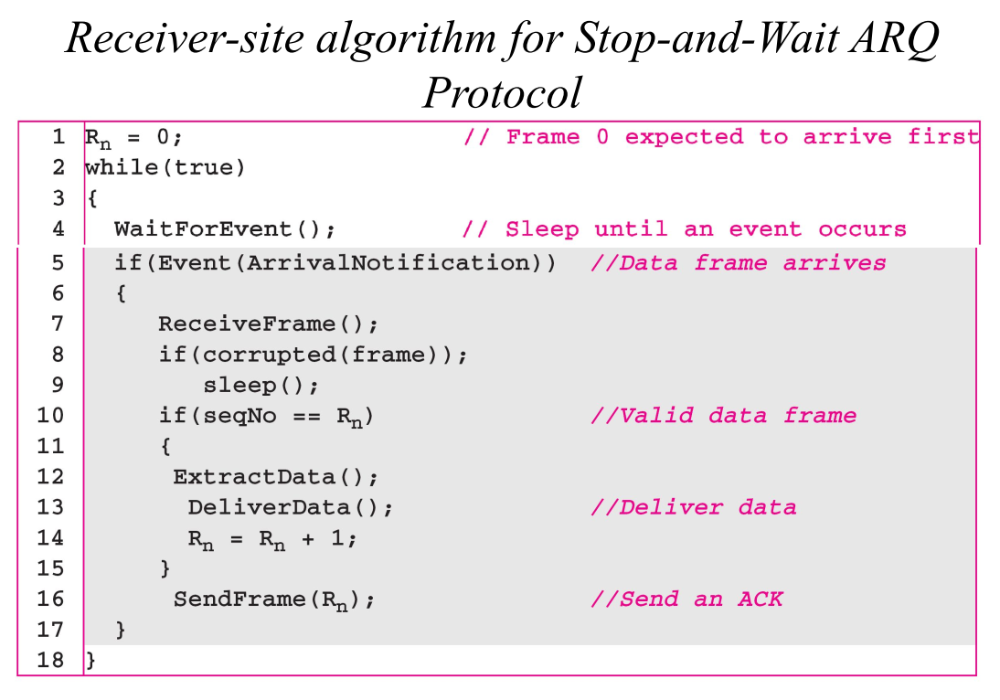 Receiver-site algorithm for Stop-and-Wait ARQ
Protocol
1 Rn = 0; // Frame 0 expected to arrive first
2 while(true)
3 {
4 WaitForEvent(); // Sleep until an event occurs
5 if(Event(ArrivalNotification)) //Data frame arrives
6 {
7 ReceiveFrame();
8 if(corrupted(frame));
9 sleep();
10 if(seqNo == Rn) //Valid data frame
11 {
12 ExtractData();
13 DeliverData(); //Deliver data
14 Rn = Rn + 1;
15 }
16 SendFrame(Rn); //Send an ACK
17 }
18 }